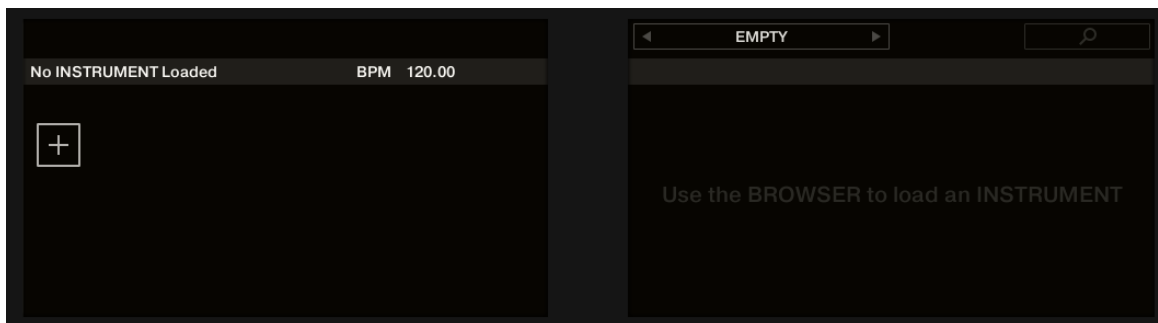 EMPTY
No INSTRUMENT Loaded BPM 120.00
Use the BROWSER to load an INSTRUMENT